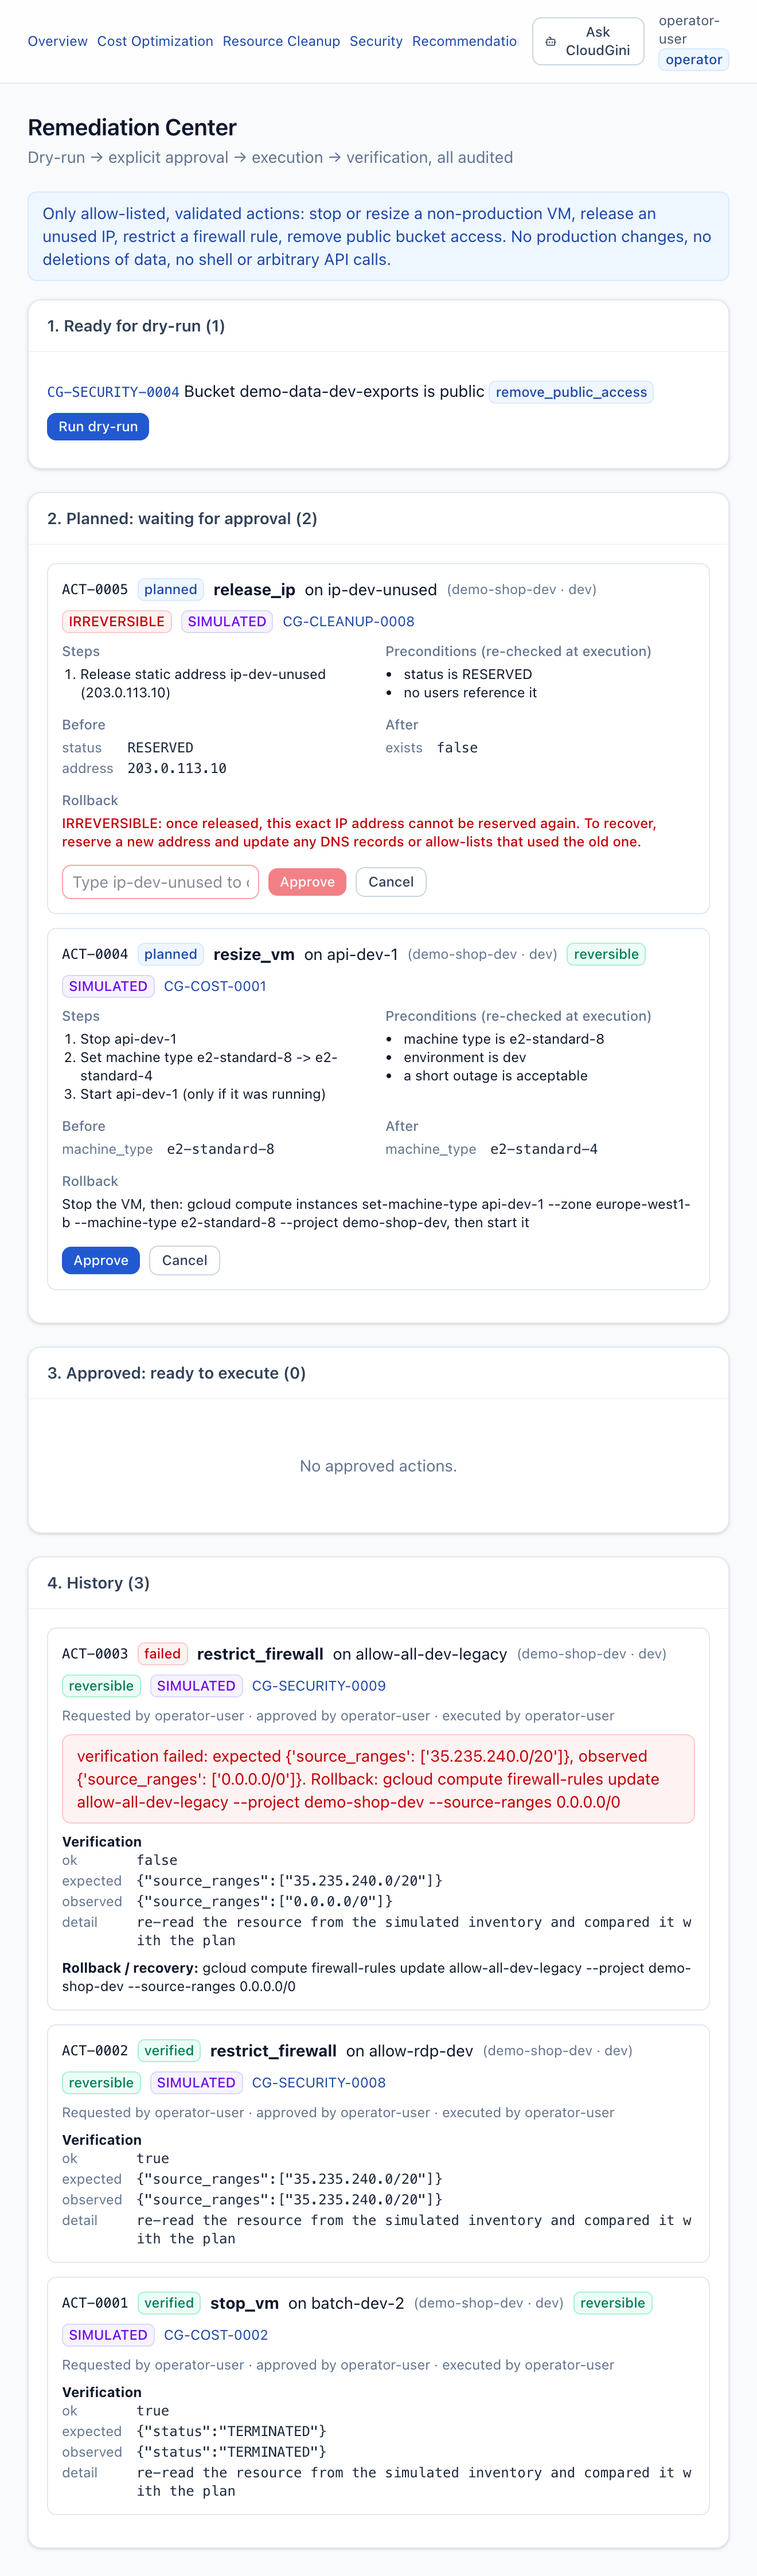 Overview Cost Optimization Resource Cleanup Security Recommendatio
Ask
CloudGini
operator-
user
operator
Remediation Center
Dry-run → explicit approval → execution → verification, all audited
Only allow-listed, validated actions: stop or resize a non-production VM, release an
unused IP, restrict a firewall rule, remove public bucket access. No production changes, no
deletions of data, no shell or arbitrary API calls.
1. Ready for dry-run (1)
CG-SECURITY-0004 Bucket demo-data-dev-exports is public remove_public_access
Run dry-run
2. Planned: waiting for approval (2)
ACT-0005 planned release_ip on ip-dev-unused (demo-shop-dev · dev)
IRREVERSIBLE SIMULATED CG-CLEANUP-0008
Steps
1. Release static address ip-dev-unused
(203.0.113.10)
Preconditions (re-checked at execution)
• status is RESERVED
• no users reference it
Before
status RESERVED
address 203.0.113.10
After
exists false
Rollback
IRREVERSIBLE: once released, this exact IP address cannot be reserved again. To recover,
reserve a new address and update any DNS records or allow-lists that used the old one.
Type ip-dev-unused to
Approve
Cancel
ACT-0004 planned resize_vm on api-dev-1 (demo-shop-dev · dev) reversible
SIMULATED CG-COST-0001
Steps
1. Stop api-dev-1
2. Set machine type e2-standard-8 -> e2-
standard-4
3. Start api-dev-1 (only if it was running)
Preconditions (re-checked at execution)
• machine type is e2-standard-8
• environment is dev
• a short outage is acceptable
Before
machine_type e2-standard-8
After
machine_type e2-standard-4
Rollback
Stop the VM, then: gcloud compute instances set-machine-type api-dev-1 --zone europe-west1-
b --machine-type e2-standard-8 --project demo-shop-dev, then start it
Approve
Cancel
3. Approved: ready to execute (0)
No approved actions.
4. History (3)
ACT-0003 failed restrict_firewall on allow-all-dev-legacy (demo-shop-dev · dev)
reversible SIMULATED CG-SECURITY-0009
Requested by operator-user · approved by operator-user · executed by operator-user
verification failed: expected {'source_ranges': ['35.235.240.0/20']}, observed
{'source_ranges': ['0.0.0.0/0']}. Rollback: gcloud compute firewall-rules update
allow-all-dev-legacy --project demo-shop-dev --source-ranges 0.0.0.0/0
Verification
ok false
expected {"source_ranges":["35.235.240.0/20"]}
observed {"source_ranges":["0.0.0.0/0"]}
detail re-read the resource from the simulated inventory and compared it w
ith the plan
Rollback / recovery: gcloud compute firewall-rules update allow-all-dev-legacy --project demo-
shop-dev --source-ranges 0.0.0.0/0
ACT-0002 verified restrict_firewall on allow-rdp-dev (demo-shop-dev · dev)
reversible SIMULATED CG-SECURITY-0008
Requested by operator-user · approved by operator-user · executed by operator-user
Verification
ok true
expected {"source_ranges":["35.235.240.0/20"]}
observed {"source_ranges":["35.235.240.0/20"]}
detail re-read the resource from the simulated inventory and compared it w
ith the plan
ACT-0001 verified stop_vm on batch-dev-2 (demo-shop-dev · dev) reversible
SIMULATED CG-COST-0002
Requested by operator-user · approved by operator-user · executed by operator-user
Verification
ok true
expected {"status":"TERMINATED"}
observed {"status":"TERMINATED"}
detail re-read the resource from the simulated inventory and compared it w
ith the plan